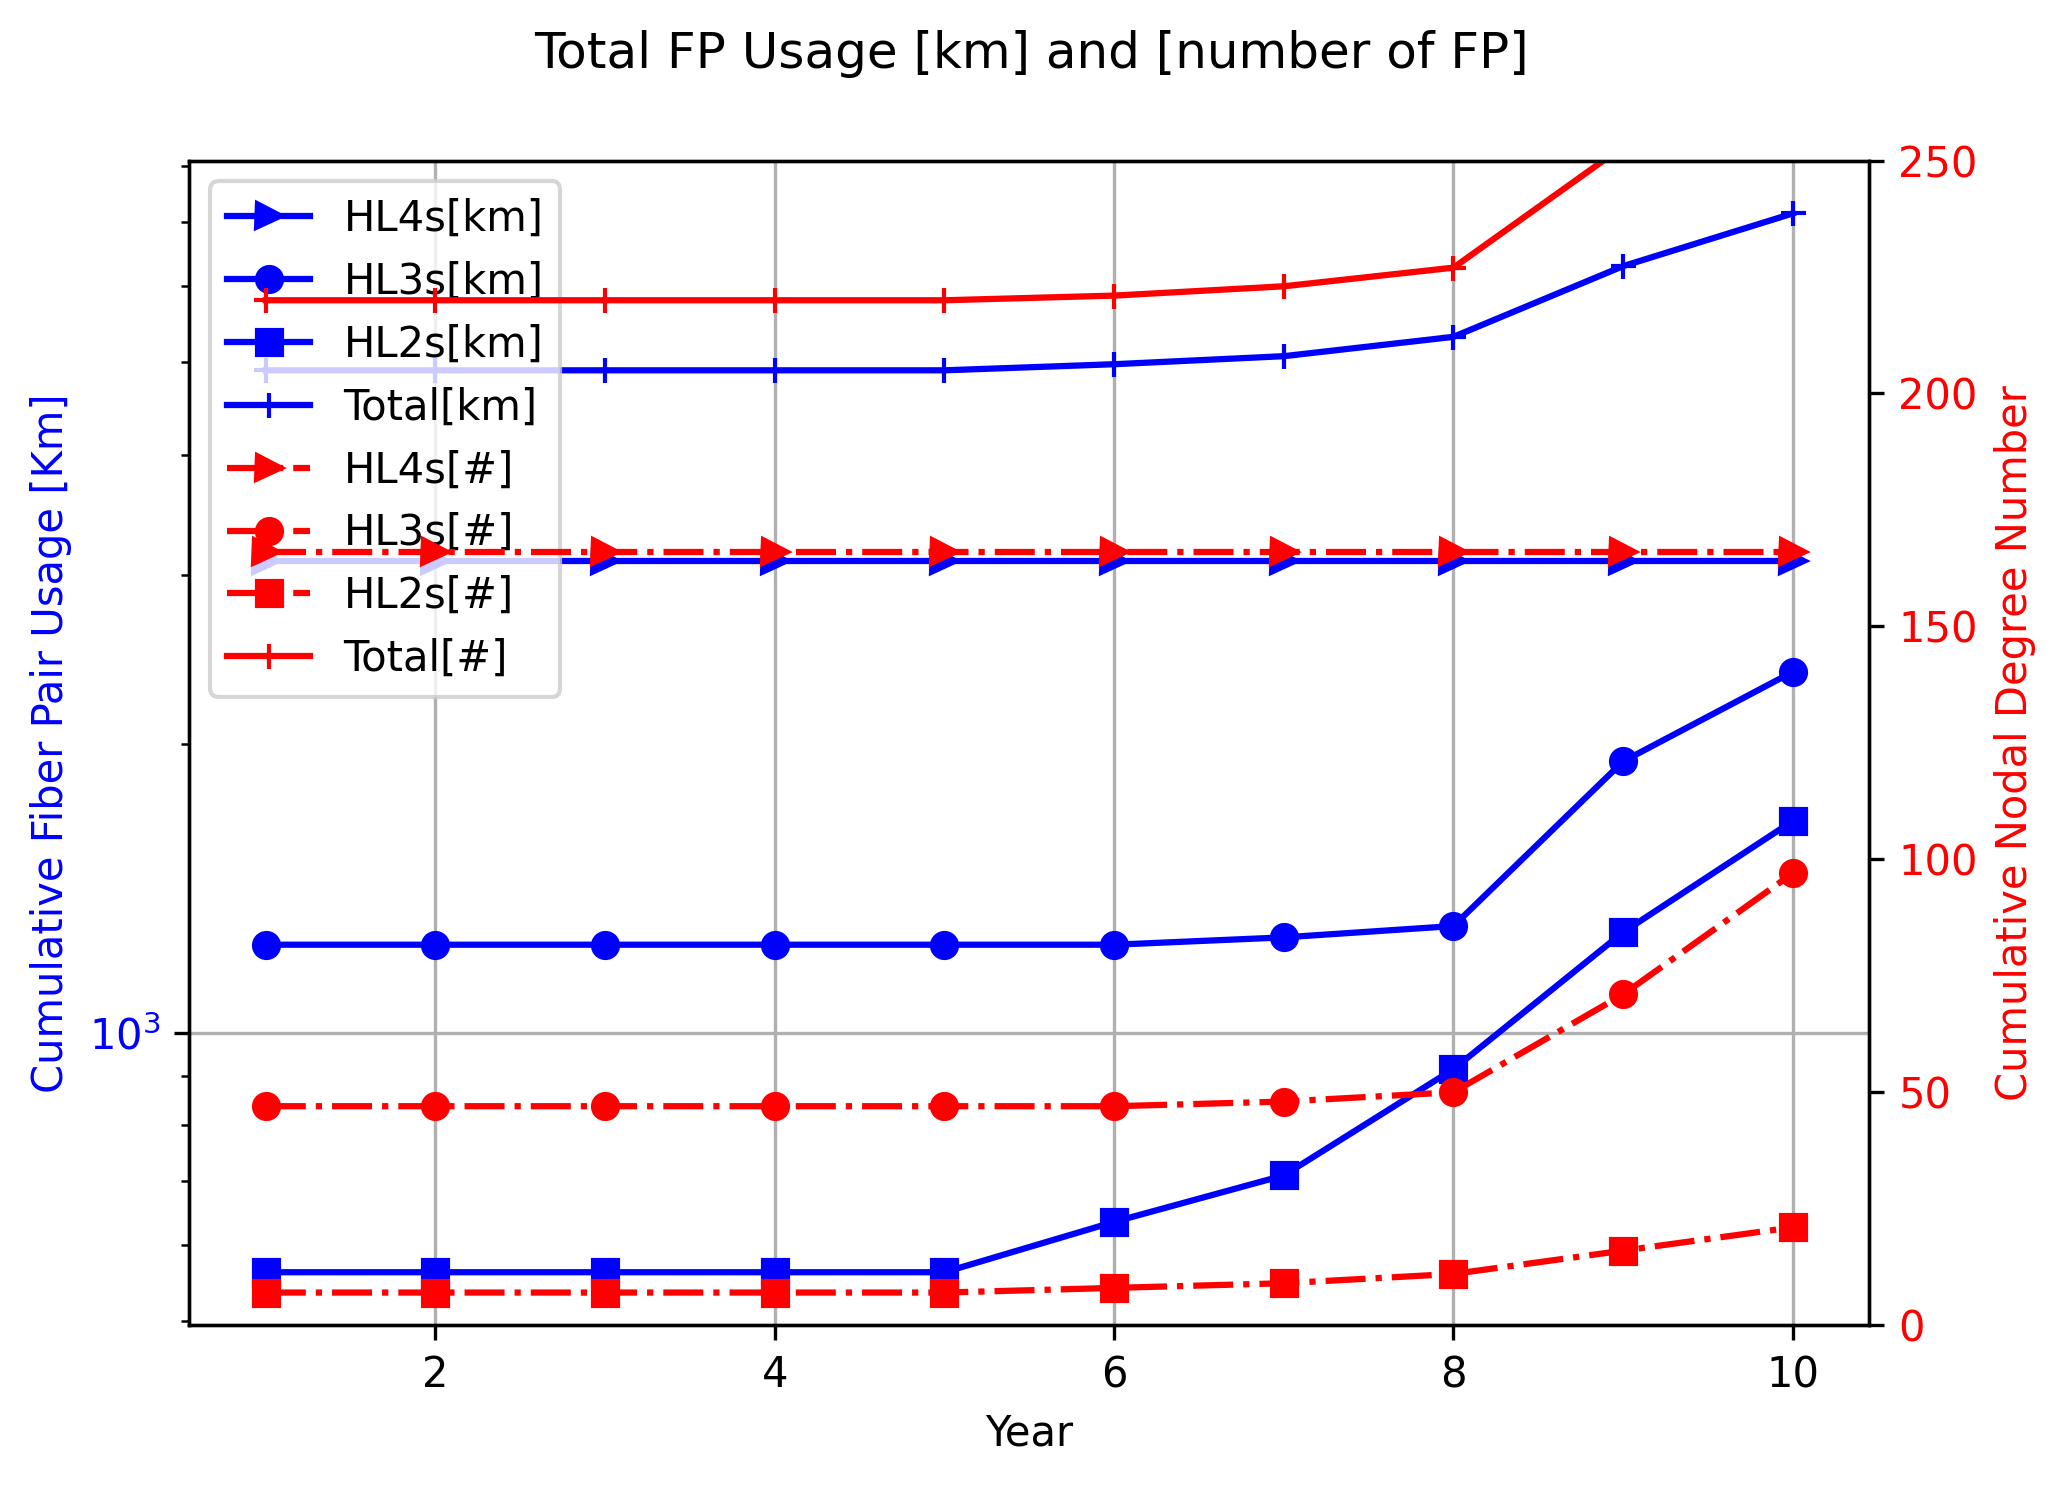 Total FP Usage [km] and [number of FP]
Cumulative Fiber Pair Usage [Km]
10³
HL4s[km]
HL3s[km]
HL2s[km]
Total[km]
HL4s[#]
HL3s[#]
HL2s[#]
Total[#]
250
200
150
100
50
0
Cumulative Nodal Degree Number
2 4 6 8 10
Year